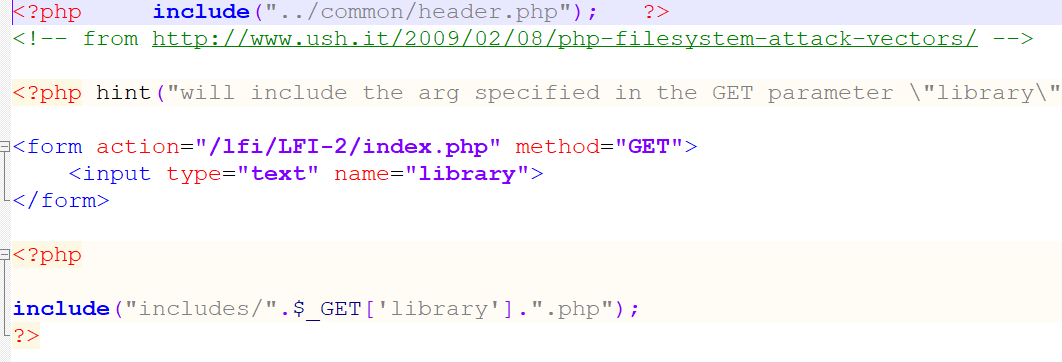 <?php     include("../common/header.php");   ?>
<!-- from http://www.ush.it/2009/02/08/php-filesystem-attack-vectors/ -->
<?php hint("will include the arg specified in the GET parameter \"library\"
<form action="/lfi/LFI-2/index.php" method="GET">
    <input type="text" name="library">
</form>
<?php
include("includes/".$_GET['library'].".php");
?>